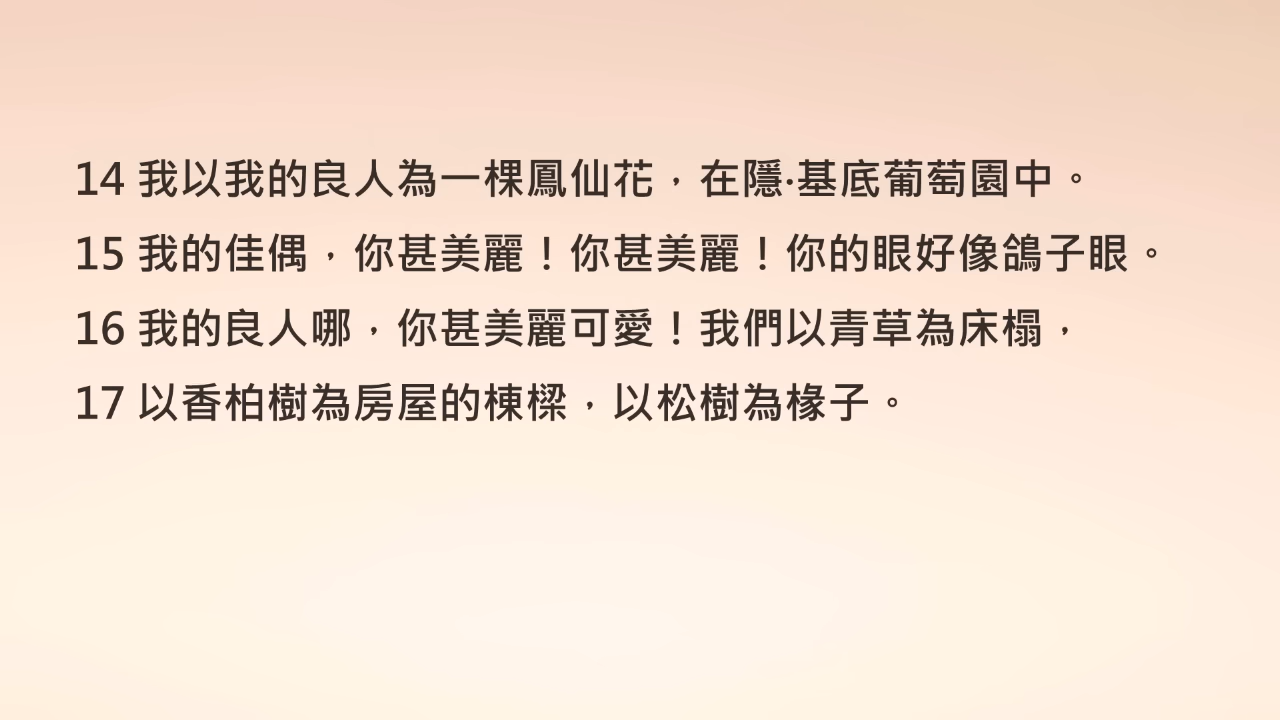 14 我以我的良人為一棵鳳仙花，在隱·基底葡萄園中。
15 我的佳偶，你甚美麗！你甚美麗！你的眼好像鴿子眼。
16 我的良人哪，你甚美麗可愛！我們以青草為床榻，
17 以香柏樹為房屋的棟樑，以松樹為椽子。